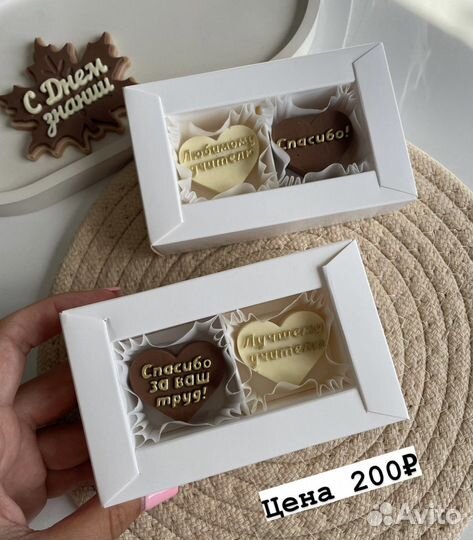 С Днем
знаний
Любимому
учителю
Спасибо!
Спасибо
за ваш
труд!
Лучшему
учителю
Цена 200₽
Avito